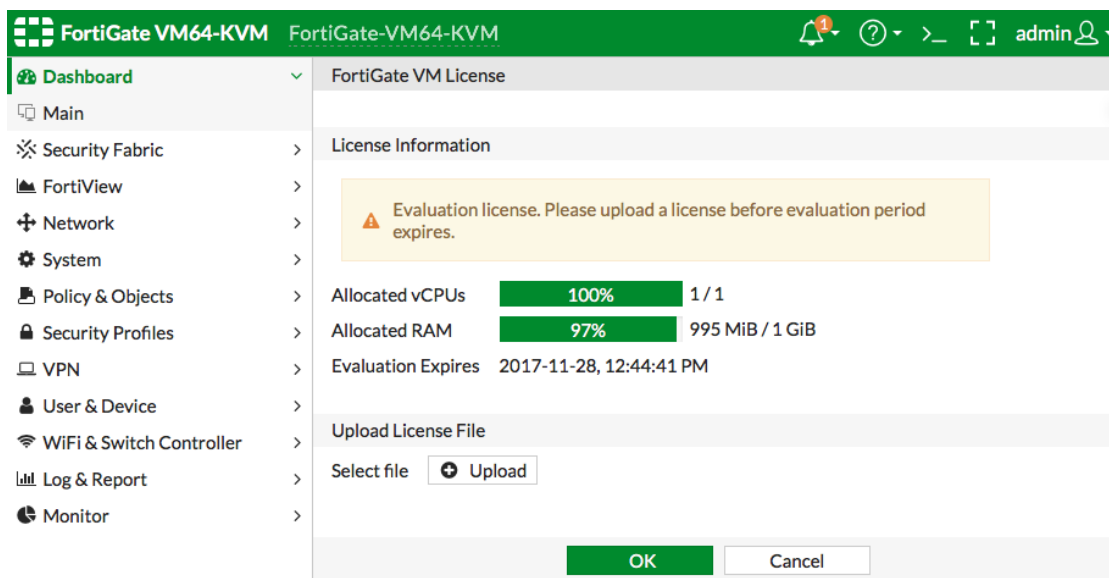 FortiGate VM64-KVM FortiGate-VM64-KVM 1 >_ admin
Dashboard
Main
Security Fabric
FortiView
Network
System
Policy & Objects
Security Profiles
VPN
User & Device
WiFi & Switch Controller
Log & Report
Monitor
FortiGate VM License
License Information
Evaluation license. Please upload a license before evaluation period
expires.
Allocated vCPUs 100% 1 / 1
Allocated RAM 97% 995 MiB / 1 GiB
Evaluation Expires 2017-11-28, 12:44:41 PM
Upload License File
Select file Upload
OK Cancel